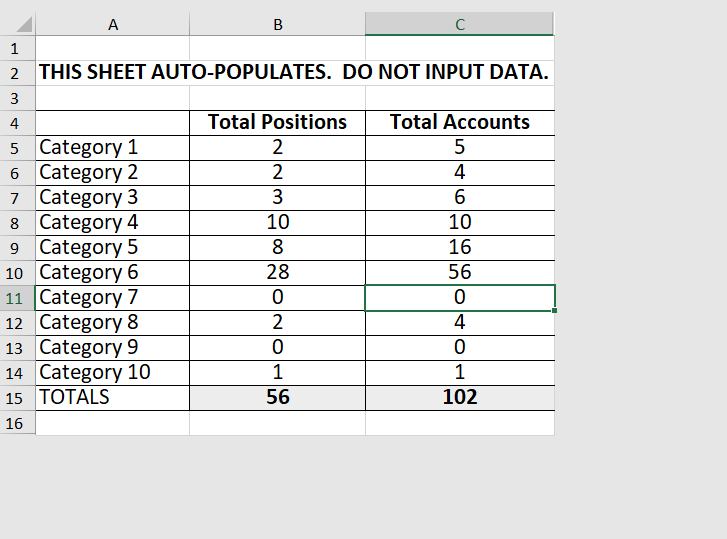 A B C
1
2 THIS SHEET AUTO-POPULATES.  DO NOT INPUT DATA.
3
4 Total Positions Total Accounts
5 Category 1 2 5
6 Category 2 2 4
7 Category 3 3 6
8 Category 4 10 10
9 Category 5 8 16
10 Category 6 28 56
11 Category 7 0 0
12 Category 8 2 4
13 Category 9 0 0
14 Category 10 1 1
15 TOTALS 56 102
16